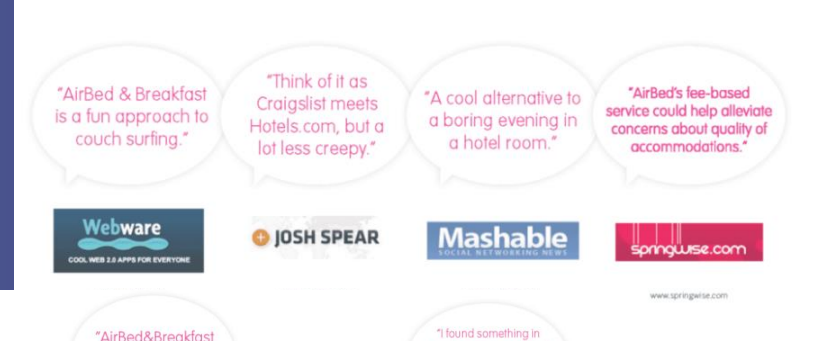 "AirBed & Breakfast
is a fun approach to
couch surfing."
"Think of it as
Craigslist meets
Hotels.com, but a
lot less creepy."
"A cool alternative to
a boring evening in
a hotel room."
"AirBed's fee-based
service could help alleviate
concerns about quality of
accommodations."
Webware
COOL WEB 2.0 APPS FOR EVERYONE
JOSH SPEAR
Mashable
SOCIAL NETWORKING NEWS
springwise.com
www.springwise.com
"AirBed&Breakfast
"I found something in